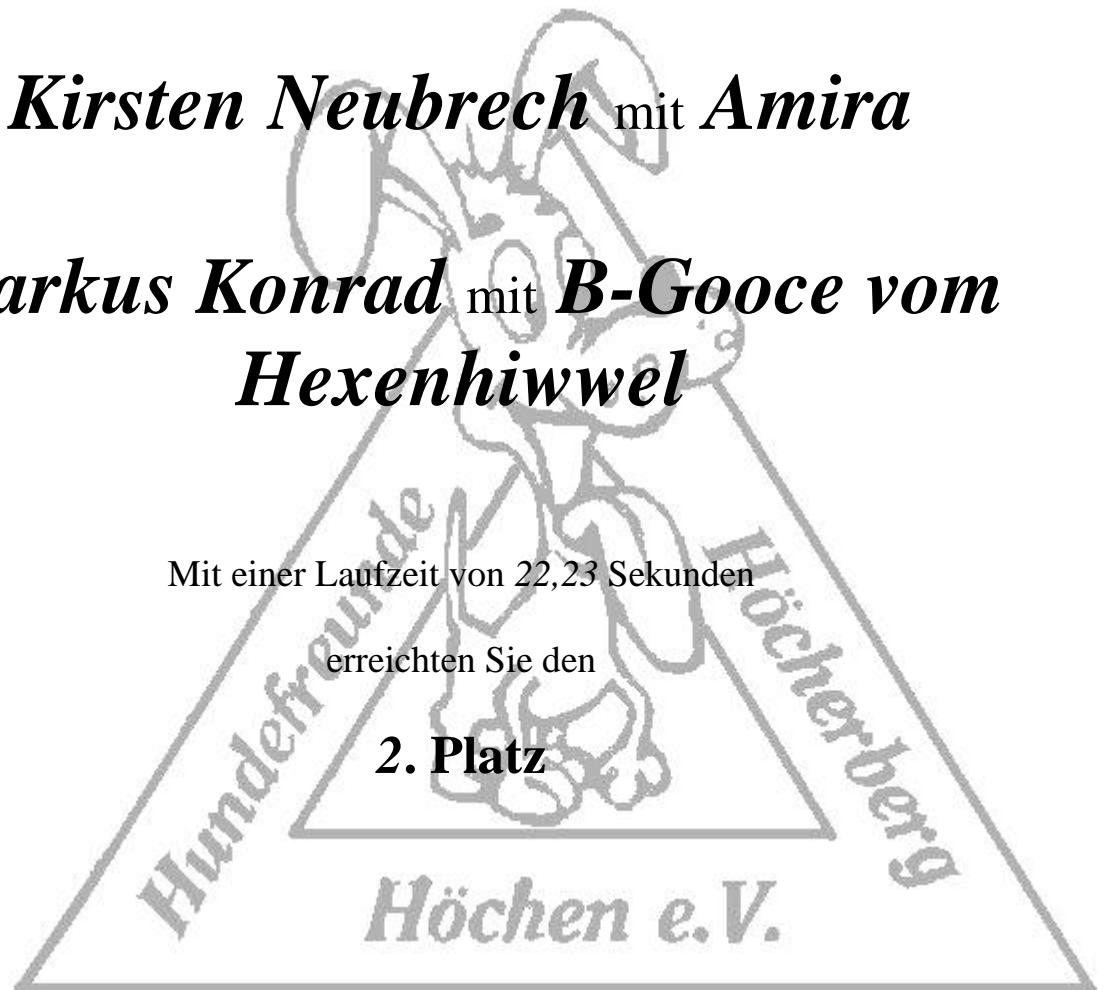 Kirsten Neubrech mit Amira
arkus Konrad mit B-Gooce vom
Hexenhiwwel
Mit einer Laufzeit von 22,23 Sekunden
erreichten Sie den
2. Platz
Hundefreunde
Höcherberg
Höchen e.V.